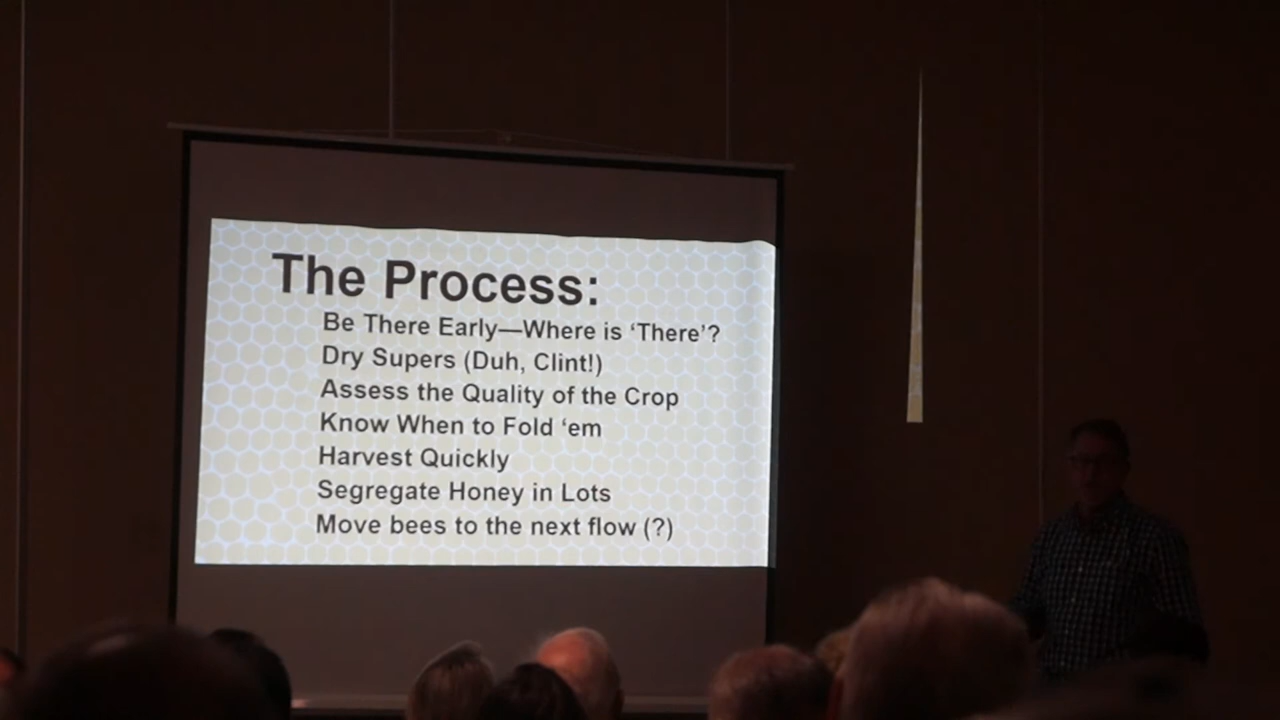 The Process:
Be There Early—Where is ‘There’?
Dry Supers (Duh, Clint!)
Assess the Quality of the Crop
Know When to Fold ‘em
Harvest Quickly
Segregate Honey in Lots
Move bees to the next flow (?)